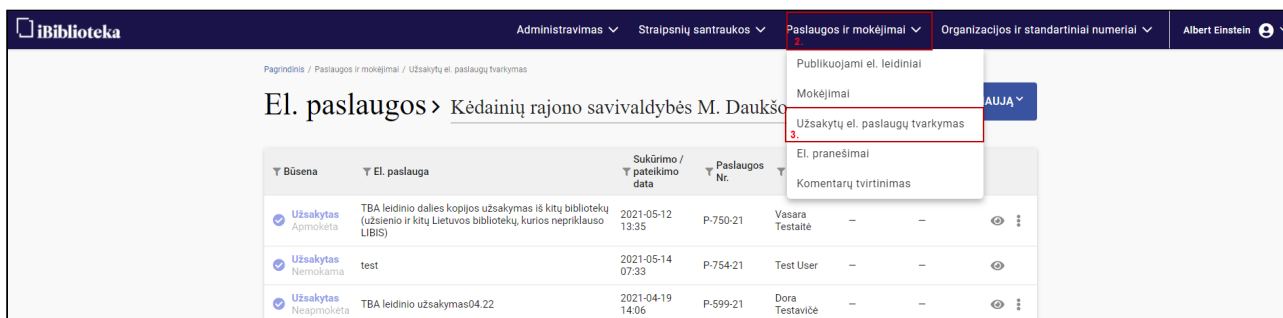 iBiblioteka
Administravimas Straipsnių santraukos Paslaugos ir mokėjimai Organizacijos ir standartiniai numeriai Albert Einstein
2.
Pagrindinis / Paslaugos ir mokėjimai / Užsakytų el. paslaugų tvarkymas
Publikuojami el. leidiniai
Mokėjimai
Užsakytų el. paslaugų tvarkymas
3.
El. pranešimai
Komentarų tvirtinimas
El. paslaugos › Kėdainių rajono savivaldybės M. Daukšo
AUJĄ
Būsena El. paslauga Sukūrimo / pateikimo data Paslaugos Nr.
Užsakytas TBA leidinio dalies kopijos užsakymas iš kitų bibliotekų 2021-05-12 P-750-21 Vasara – –
Apmokėta (užsienio ir kitų Lietuvos bibliotekų, kurios nepriklauso 13:35 Testaitė
LIBIS)
Užsakytas test 2021-05-14 P-754-21 Test User – –
Nemokama 07:33
Užsakytas TBA leidinio užsakymas04.22 2021-04-19 P-599-21 Dora – –
Neapmokėta 14:06 Testavičė